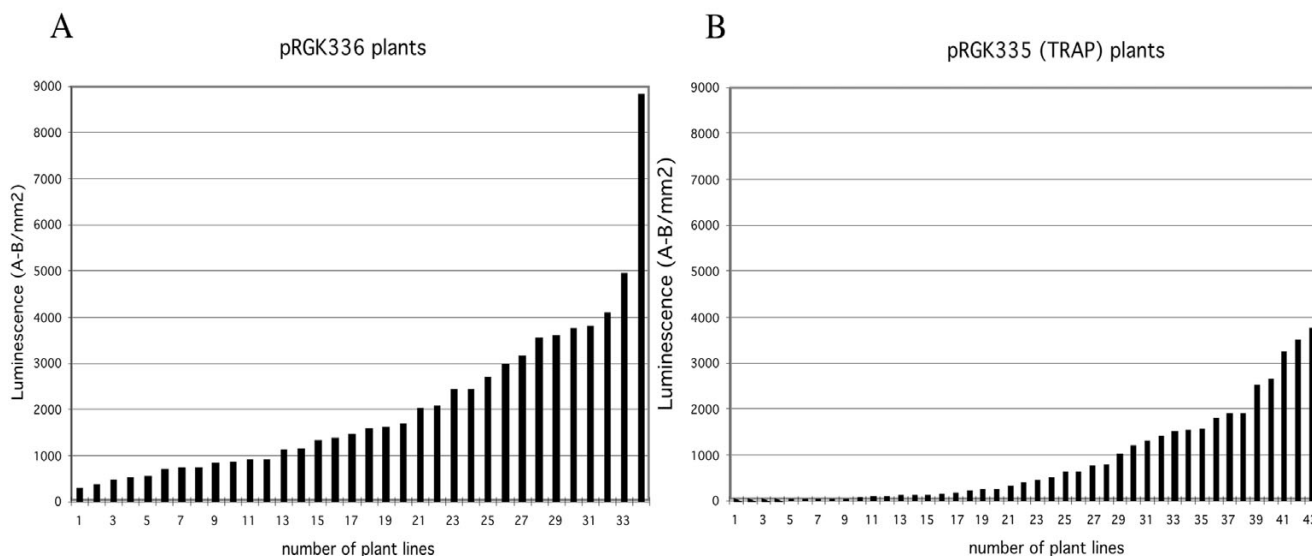 A
pRGK336 plants
9000
8000
7000
6000
5000
4000
3000
2000
1000
0
Luminescence (A-B/mm2)
1 3 5 7 9 11 13 15 17 19 21 23 25 27 29 31 33
number of plant lines
B
pRGK335 (TRAP) plants
9000
8000
7000
6000
5000
4000
3000
2000
1000
0
Luminescence (A-B/mm2)
1 3 5 7 9 11 13 15 17 19 21 23 25 27 29 31 33 35 37 39 41
number of plant lines